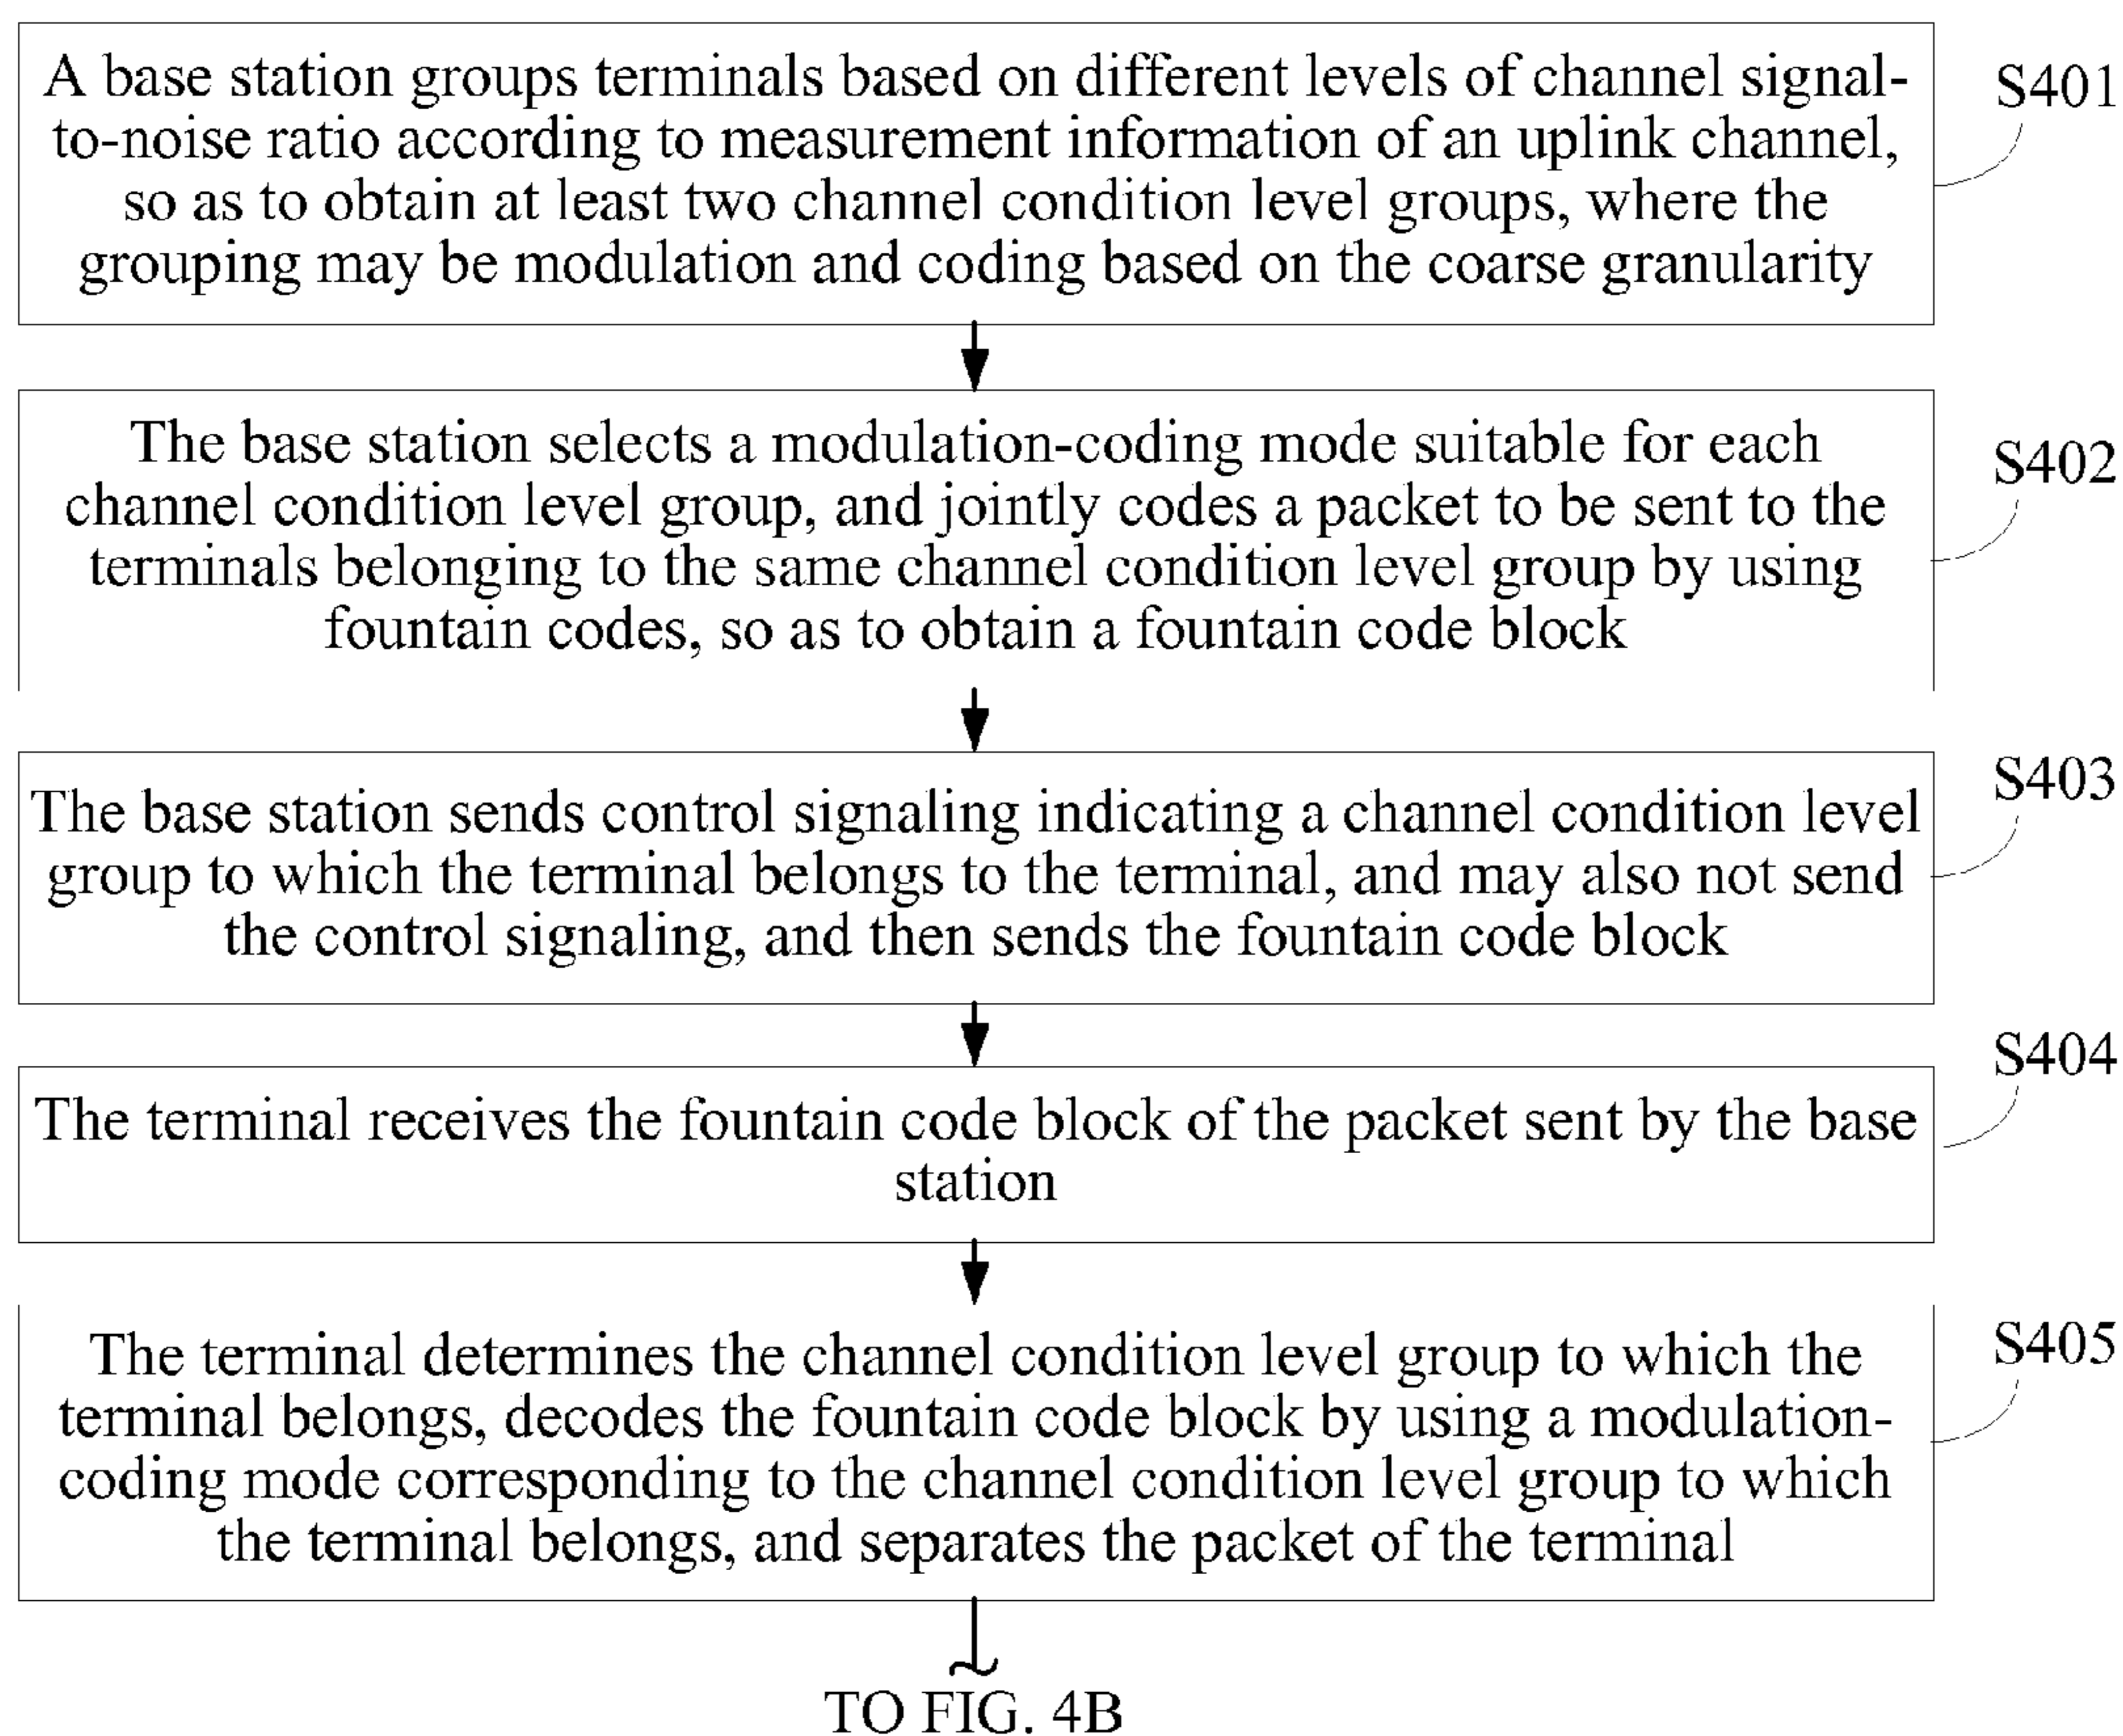 A base station groups terminals based on different levels of channel signal-
to-noise ratio according to measurement information of an uplink channel,
so as to obtain at least two channel condition level groups, where the
grouping may be modulation and coding based on the coarse granularity
S401
The base station selects a modulation-coding mode suitable for each
channel condition level group, and jointly codes a packet to be sent to the
terminals belonging to the same channel condition level group by using
fountain codes, so as to obtain a fountain code block
S402
The base station sends control signaling indicating a channel condition level
group to which the terminal belongs to the terminal, and may also not send
the control signaling, and then sends the fountain code block
S403
The terminal receives the fountain code block of the packet sent by the base
station
S404
The terminal determines the channel condition level group to which the
terminal belongs, decodes the fountain code block by using a modulation-
coding mode corresponding to the channel condition level group to which
the terminal belongs, and separates the packet of the terminal
S405
TO FIG. 4B